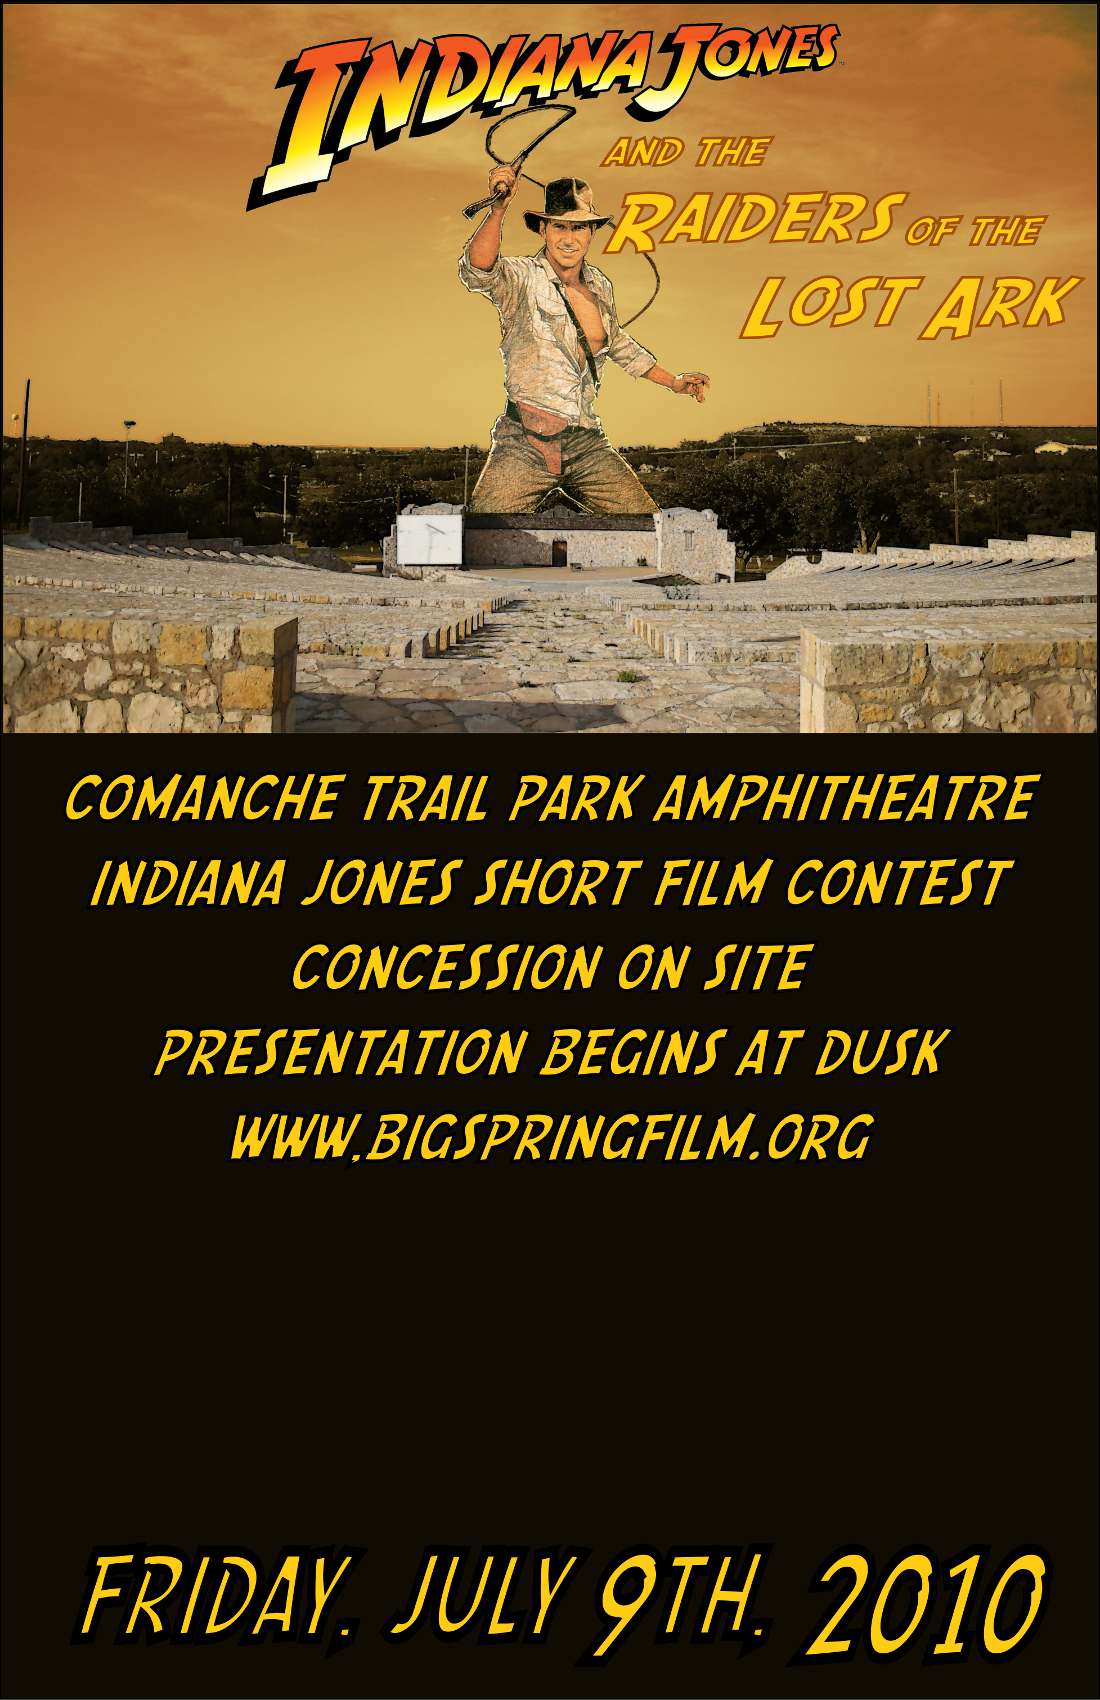 INDIANA JONES
AND THE
RAIDERS OF THE
LOST ARK
COMANCHE TRAIL PARK AMPHITHEATRE
INDIANA JONES SHORT FILM CONTEST
CONCESSION ON SITE
PRESENTATION BEGINS AT DUSK
WWW.BIGSPRINGFILM.ORG
FRIDAY, JULY 9TH, 2010